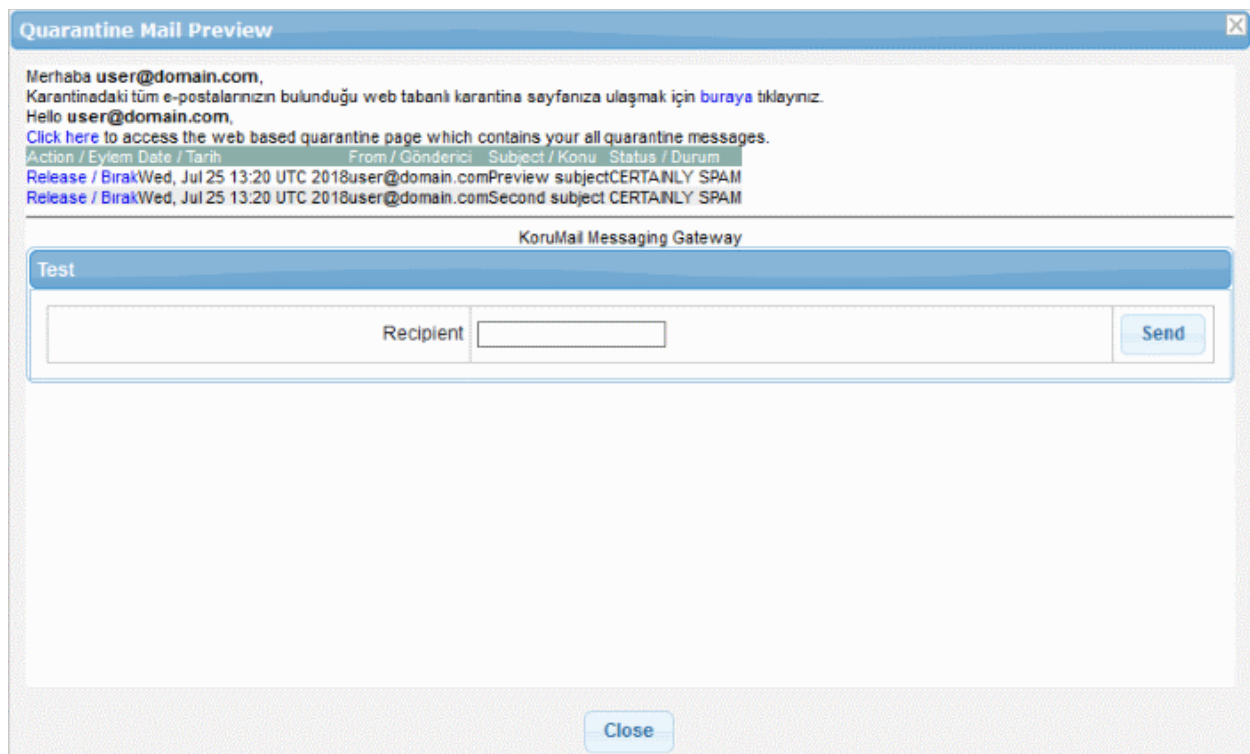 Quarantine Mail Preview
Merhaba user@domain.com,
Karantinadaki tüm e-postalarınızın bulunduğu web tabanlı karantina sayfanıza ulaşmak için buraya tıklayınız.
Hello user@domain.com,
Click here to access the web based quarantine page which contains your all quarantine messages.
Action / Eylem Date / Tarih From / Gönderici Subject / Konu Status / Durum
Release / BırakWed, Jul 25 13:20 UTC 2018user@domain.comPreview subjectCERTAINLY SPAM
Release / BırakWed, Jul 25 13:20 UTC 2018user@domain.comSecond subject CERTAINLY SPAM
KoruMail Messaging Gateway
Test
Recipient Send
Close